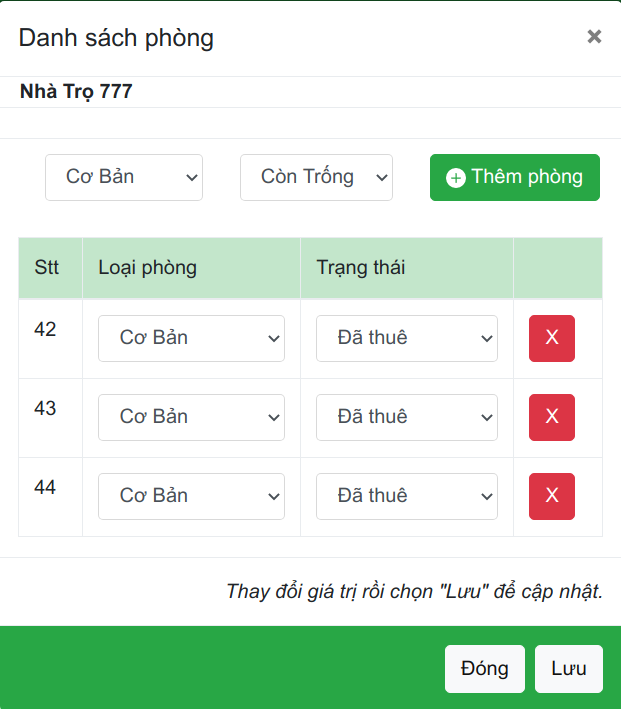 Danh sách phòng ×
Nhà Trọ 777
Cơ Bản Còn Trống + Thêm phòng
Stt Loại phòng Trạng thái
42 Cơ Bản Đã thuê X
43 Cơ Bản Đã thuê X
44 Cơ Bản Đã thuê X
Thay đổi giá trị rồi chọn "Lưu" để cập nhật.
Đóng Lưu